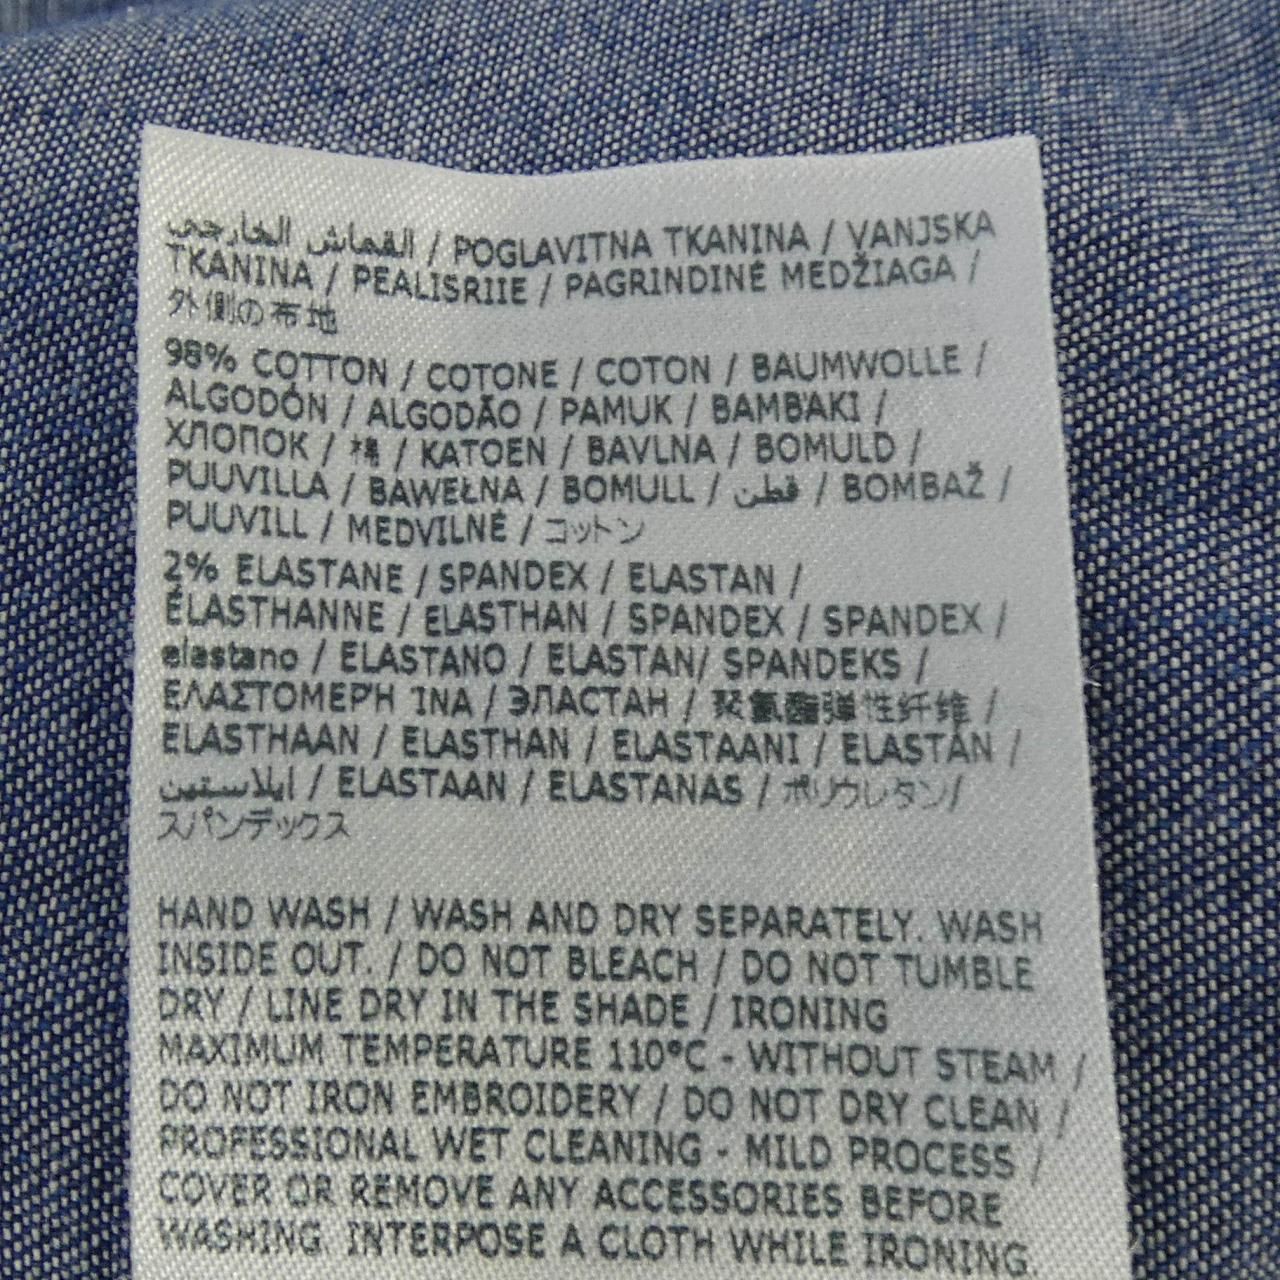 القماش الخارجي / POGLAVITNA TKANINA / VANJSKA
TKANINA / PEALISRIIE / PAGRINDINĖ MEDŽIAGA /
外側の布地
98% COTTON / COTONE / COTON / BAUMWOLLE /
ALGODÓN / ALGODÃO / PAMUK / BAMB'AKI /
ХЛОПОК / 棉 / KATOEN / BAVLNA / BOMULD /
PUUVILLA / BAWEŁNA / BOMULL / قطن / BOMBAŽ /
PUUVILL / MEDVILNĖ / コットン
2% ELASTANE / SPANDEX / ELASTAN /
ÉLASTHANNE / ELASTHAN / SPANDEX / SPANDEX /
elastano / ELASTANO / ELASTAN/ SPANDEKS /
ΕΛΑΣΤΟΜΕΡΉ ΊΝΑ / ЭЛАСТАН / 聚氨酯弹性纤维 /
ELASTHAAN / ELASTHAN / ELASTAANI / ELASTAN /
ايلاستين / ELASTAAN / ELASTANAS / ポリウレタン/
スパンデックス
HAND WASH / WASH AND DRY SEPARATELY. WASH
INSIDE OUT. / DO NOT BLEACH / DO NOT TUMBLE
DRY / LINE DRY IN THE SHADE / IRONING
MAXIMUM TEMPERATURE 110°C - WITHOUT STEAM /
DO NOT IRON EMBROIDERY / DO NOT DRY CLEAN /
PROFESSIONAL WET CLEANING - MILD PROCESS /
COVER OR REMOVE ANY ACCESSORIES BEFORE
WASHING. INTERPOSE A CLOTH WHILE IRONING.